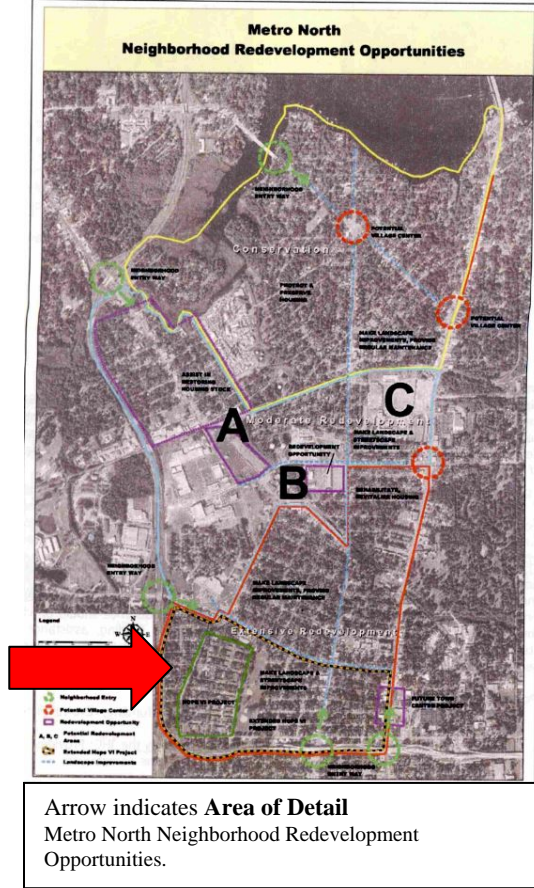 Metro North
Neighborhood Redevelopment Opportunities
NEIGHBORHOOD
ENTRY WAY
POTENTIAL
VILLAGE CENTER
Conservation
NEIGHBORHOOD
ENTRY WAY
PROTECT &
PRESERVE
HOUSING
POTENTIAL
VILLAGE CENTER
MAKE LANDSCAPE
IMPROVEMENTS,
REGULAR MAINTENANCE
ASSIST IN
RESTORING
HOUSING STOCK
A
C
Moderate Redevelopment
MAKE LANDSCAPE &
STREETSCAPE
IMPROVEMENTS
REDEVELOPMENT
OPPORTUNITY
B
REHABILITATE,
REVITALIZE HOUSING
NEIGHBORHOOD
ENTRY WAY
MAKE LANDSCAPE
IMPROVEMENTS,
REGULAR MAINTENANCE
Extensive Redevelopment
Legend
N
W
E
MAKE LANDSCAPE &
STREETSCAPE
IMPROVEMENTS
HOPE VI PROJECT
EXTENDED HOPE VI
PROJECT
FUTURE TOWN
CENTER PROJECT
ENTRY WAY
Neighborhood Entry
Potential Village Center
Redevelopment Opportunity
A, B, C Potential Redevelopment
Areas
Extended Hope VI Project
Landscape Improvements
Arrow indicates Area of Detail
Metro North Neighborhood Redevelopment
Opportunities.